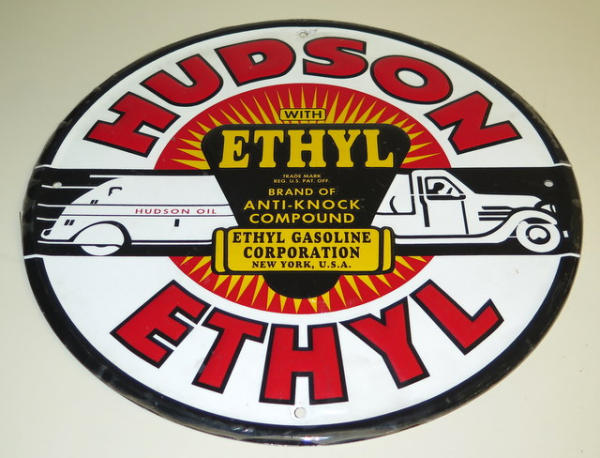 HUDSON
WITH
ETHYL
TRADE MARK
REG. U.S. PAT. OFF.
BRAND OF
ANTI-KNOCK
COMPOUND
HUDSON OIL
ETHYL GASOLINE
CORPORATION
NEW YORK, U.S.A.
ETHYL